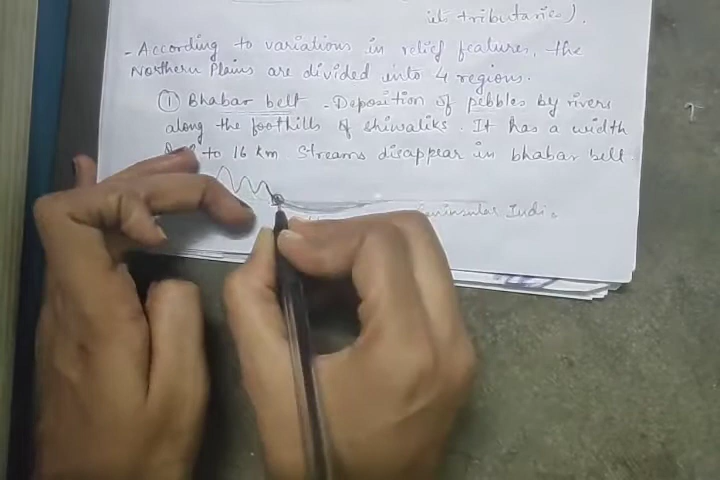 its tributaries).
- According to variations in relief features, the
Northern Plains are divided into 4 regions.
① Bhabar belt - Deposition of pebbles by rivers
along the foothills of shiwaliks. It has a width
to 16 km Streams disappear in bhabar belt.
Peninsular India